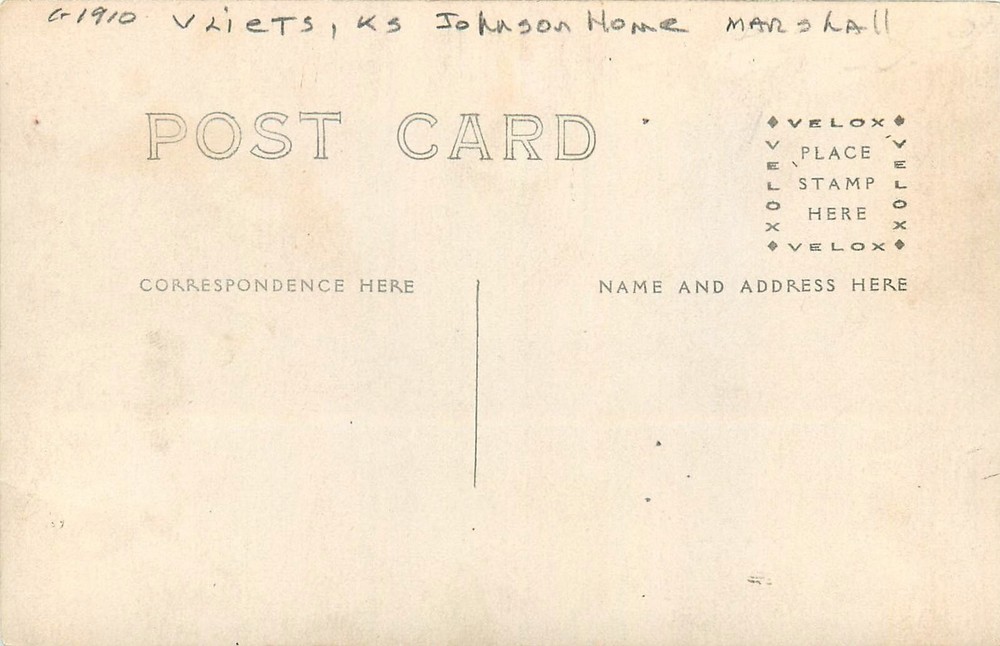 C-1910 Vliets, KS Johnson Home Marshall
POST CARD
VELOX
VELOX
PLACE
STAMP
HERE
VELOX
VELOX
CORRESPONDENCE HERE
NAME AND ADDRESS HERE